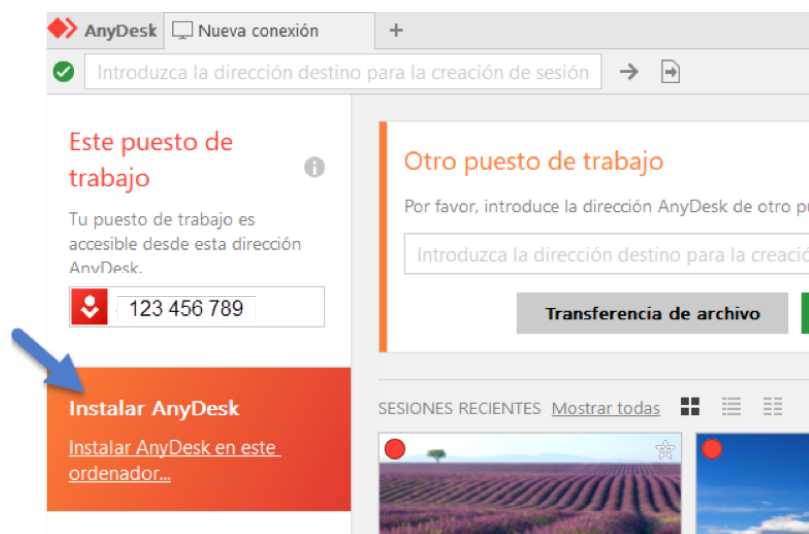 AnyDesk
Nueva conexión
+
Introduzca la dirección destino para la creación de sesión
Este puesto de
trabajo
Tu puesto de trabajo es
accesible desde esta dirección
AnyDesk.
123 456 789
Instalar AnyDesk
Instalar AnyDesk en este
ordenador...
Otro puesto de trabajo
Por favor, introduce la dirección AnyDesk de otro
Introduzca la dirección destino para la
Transferencia de archivo
SESIONES RECIENTES Mostrar todas